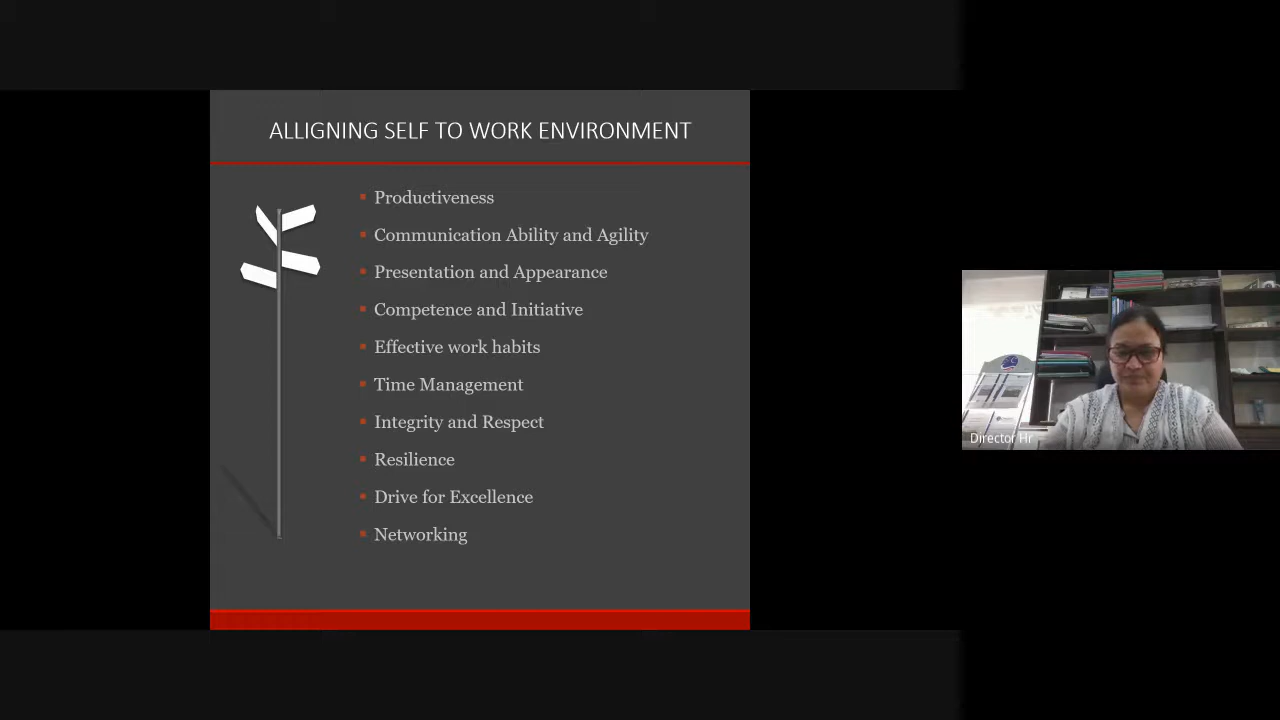 ALLIGNING SELF TO WORK ENVIRONMENT
Productiveness
Communication Ability and Agility
Presentation and Appearance
Competence and Initiative
Effective work habits
Time Management
Integrity and Respect
Resilience
Drive for Excellence
Networking
Director Hr